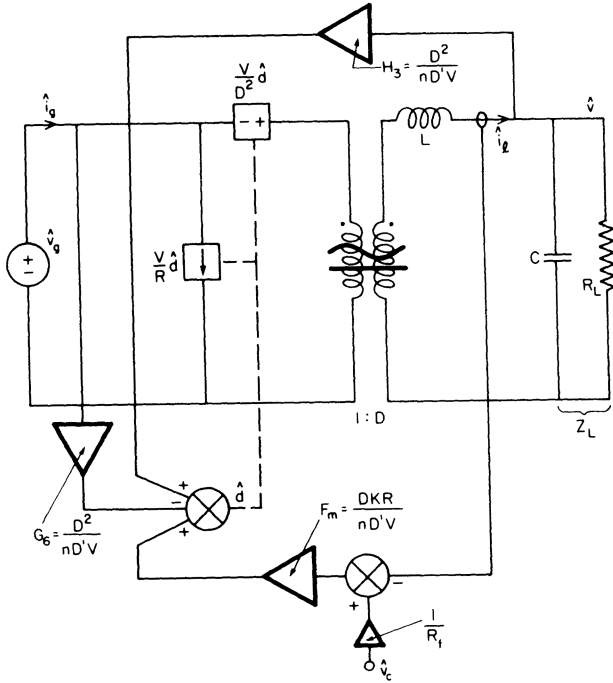 H₃ = D² / nD'V
V/D² d̂
î_g
L
î_ℓ
v̂
- +
+
-
v̂_g
V/R d̂
C
R_L
1 : D
Z_L
+
-
+
d̂
G₆ = D² / nD'V
F_m = DKR / nD'V
-
+
1/R_f
v̂_c